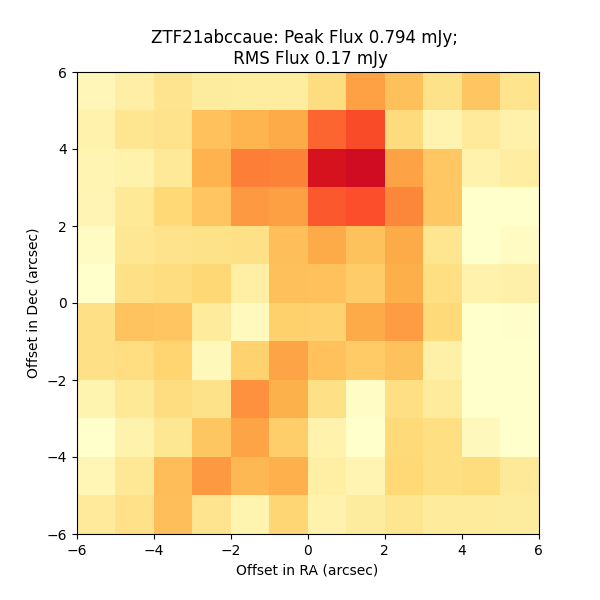 ZTF21abccaue: Peak Flux 0.794 mJy;
RMS Flux 0.17 mJy
6
4
2
0
−2
−4
−6
Offset in Dec (arcsec)
−6 −4 −2 0 2 4 6
Offset in RA (arcsec)